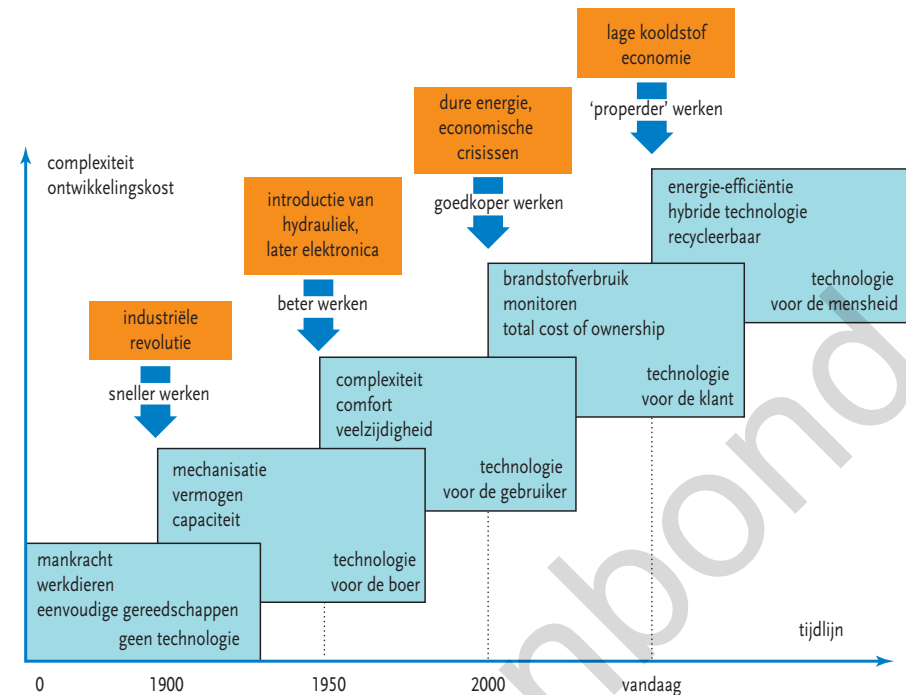 lage kooldstof
economie
'properder' werken
dure energie,
economische
crisissen
goedkoper werken
introductie van
hydrauliek,
later elektronica
beter werken
industriële
revolutie
sneller werken
complexiteit
ontwikkelingskost
energie-efficiëntie
hybride technologie
recycleerbaar
technologie
voor de mensheid
brandstofverbruik
monitoren
total cost of ownership
technologie
voor de klant
complexiteit
comfort
veelzijdigheid
technologie
voor de gebruiker
mechanisatie
vermogen
capaciteit
technologie
voor de boer
mankracht
werkdieren
eenvoudige gereedschappen
geen technologie
tijdlijn
0 1900 1950 2000 vandaag
nbond